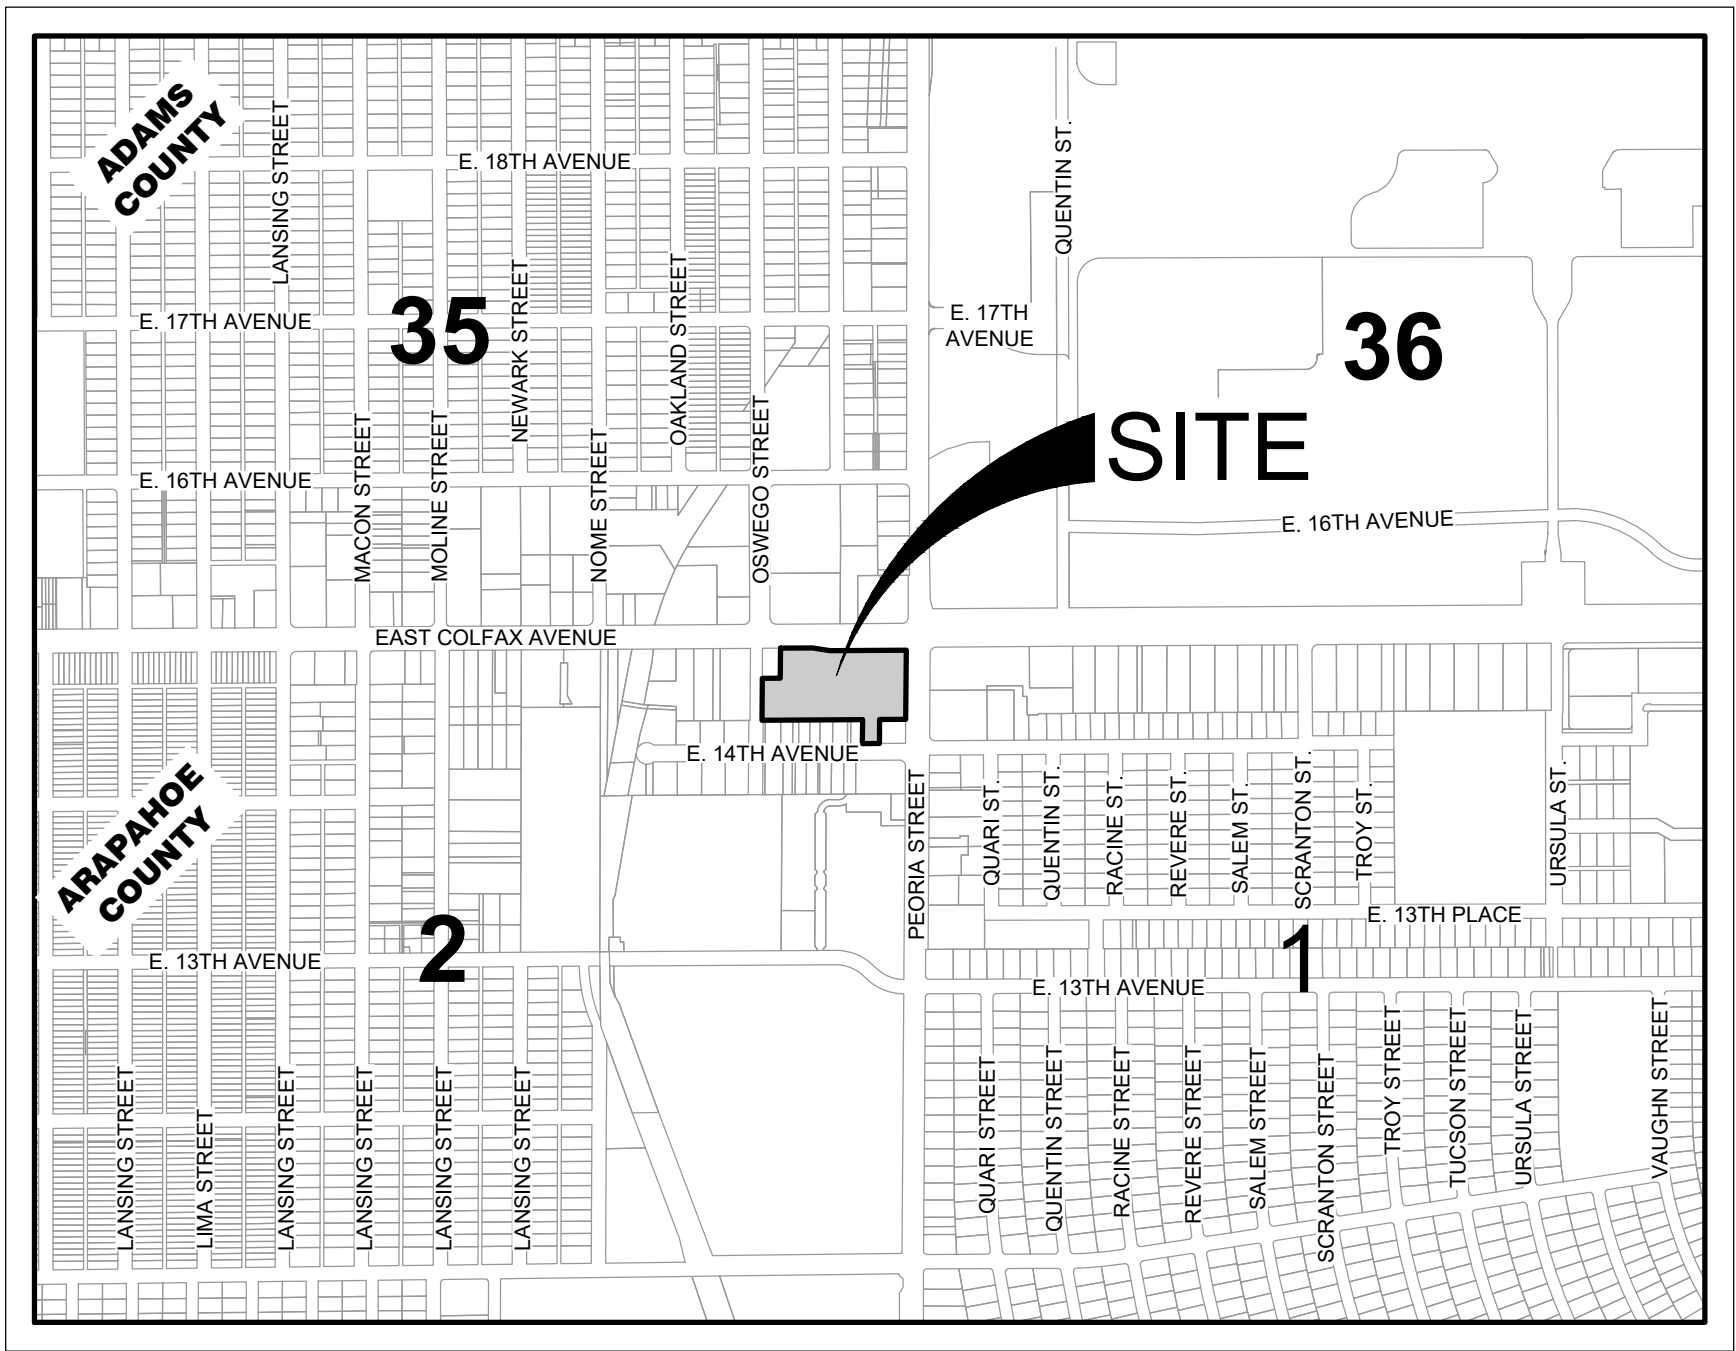 ADAMS
COUNTY
LANSING STREET
E. 18TH AVENUE
QUENTIN ST.
E. 17TH AVENUE
35
NEWARK STREET
OAKLAND STREET
E. 17TH
AVENUE
36
SITE
MACON STREET
MOLINE STREET
NOME STREET
OSWEGO STREET
E. 16TH AVENUE
E. 16TH AVENUE
EAST COLFAX AVENUE
E. 14TH AVENUE
ARAPAHOE
COUNTY
PEORIA STREET
QUARI ST.
QUENTIN ST.
RACINE ST.
REVERE ST.
SALEM ST.
SCRANTON ST.
TROY ST.
URSULA ST.
E. 13TH PLACE
2
1
E. 13TH AVENUE
E. 13TH AVENUE
LANSING STREET
LIMA STREET
LANSING STREET
LANSING STREET
LANSING STREET
LANSING STREET
QUARI STREET
QUENTIN STREET
RACINE STREET
REVERE STREET
SALEM STREET
SCRANTON STREET
TROY STREET
TUCSON STREET
URSULA STREET
VAUGHN STREET